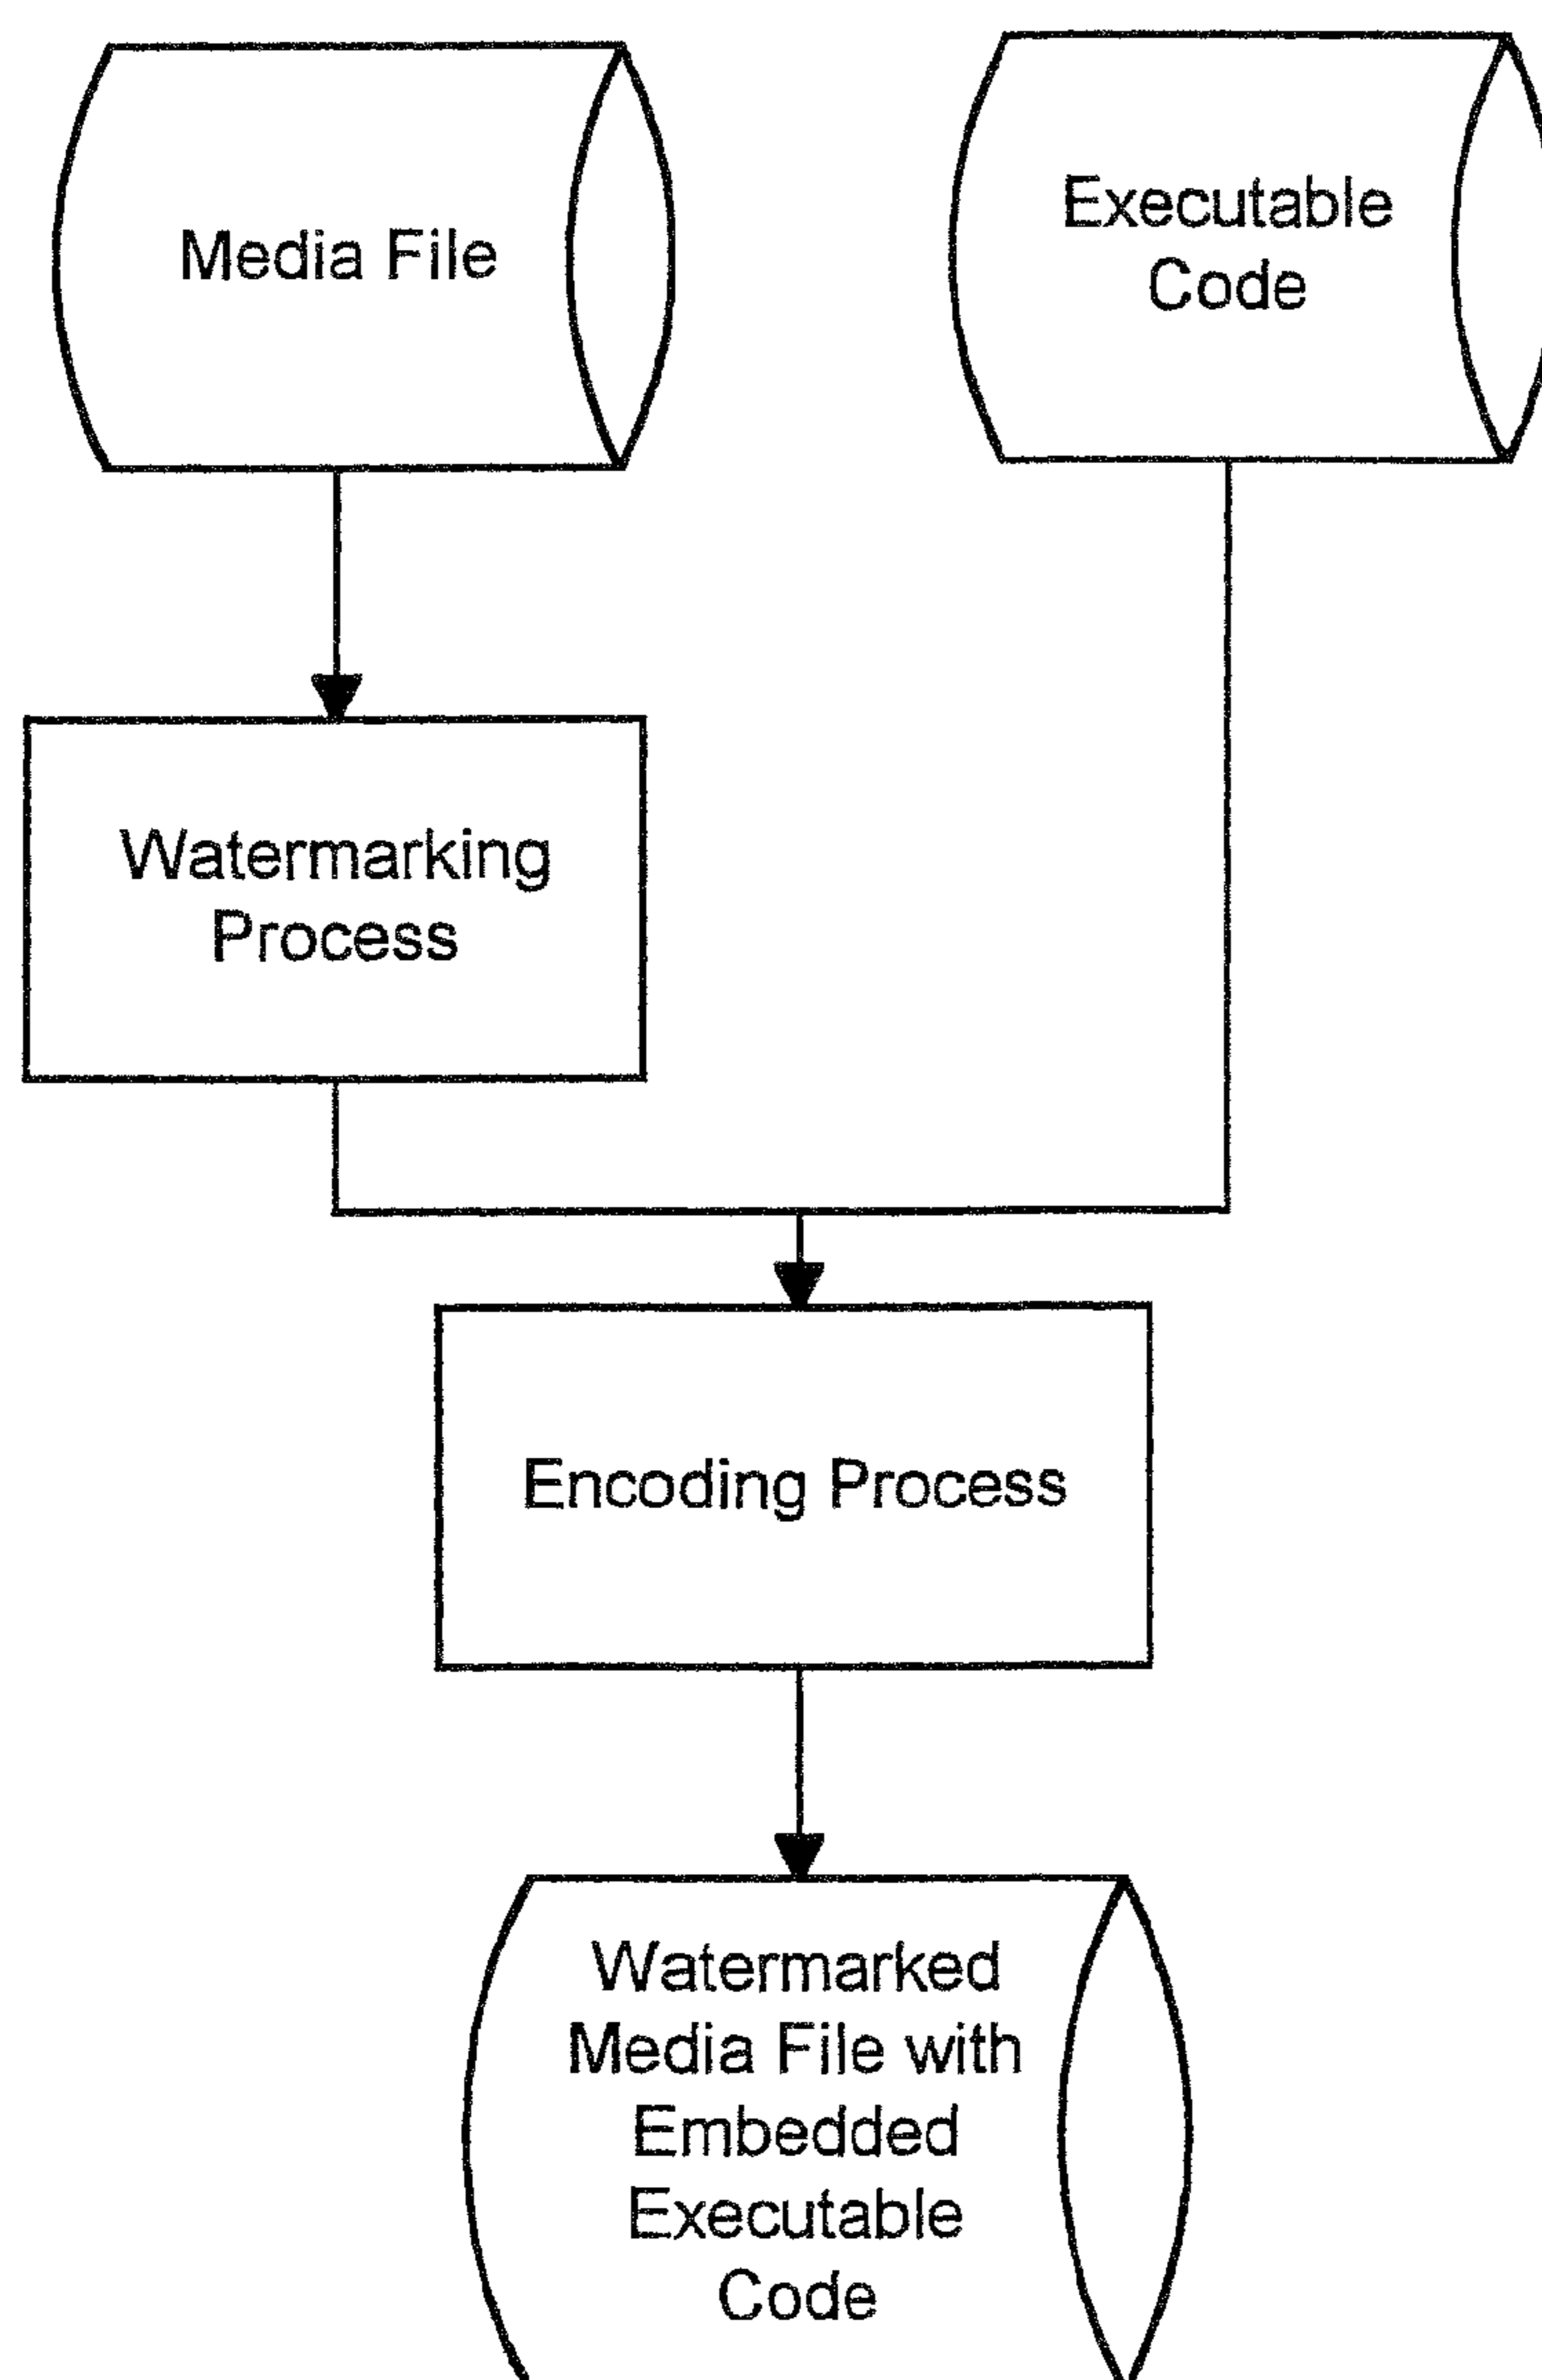 Media File
Executable
Code
Watermarking
Process
Encoding Process
Watermarked
Media File with
Embedded
Executable
Code